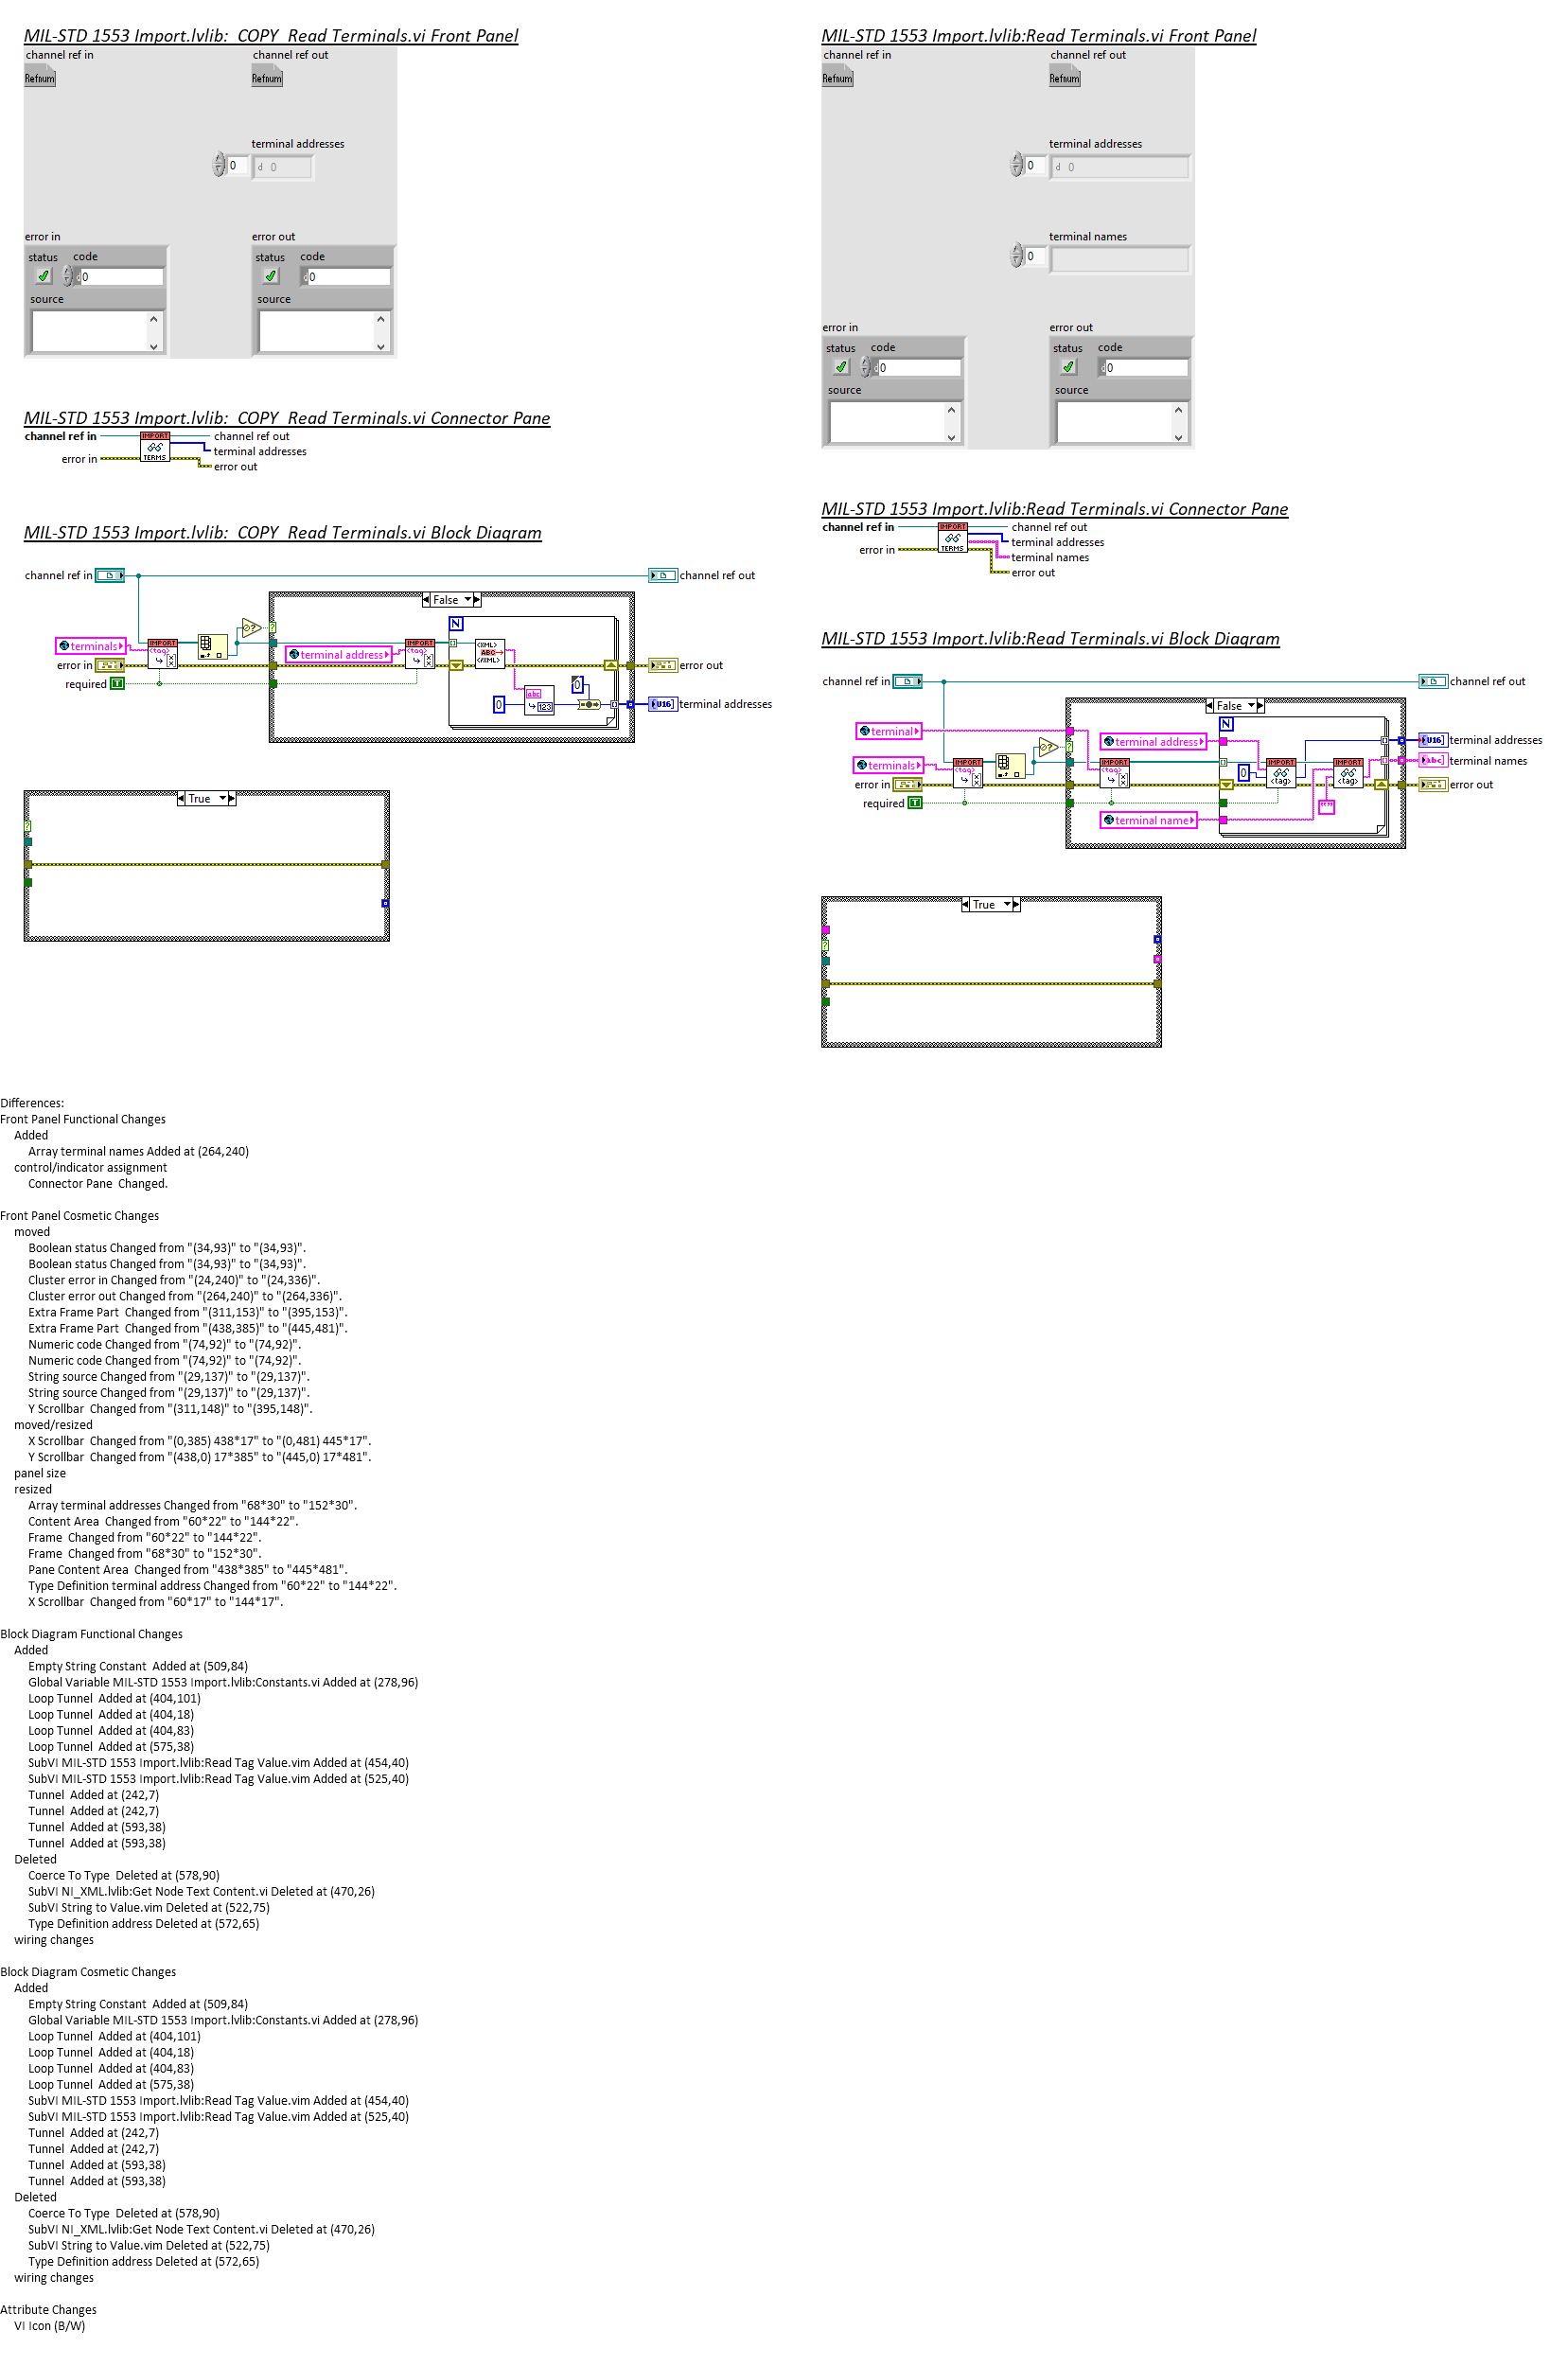 MIL-STD 1553 Import.lvlib:  COPY  Read Terminals.vi Front Panel
channel ref in
channel ref out
Refnum
Refnum
terminal addresses
0
d 0
error in
error out
status
code
status
code
d0
d0
source
source
MIL-STD 1553 Import.lvlib:  COPY  Read Terminals.vi Connector Pane
IMPORT
TERMS
channel ref in
channel ref out
terminal addresses
error in
error out
MIL-STD 1553 Import.lvlib:  COPY  Read Terminals.vi Block Diagram
channel ref in
channel ref out
False
N
terminals
IMPORT
<tag>
terminal address
IMPORT
<tag>
<XML>
ABC
</XML>
error in
error out
required
T
abc
123
0
0
U16
terminal addresses
True
MIL-STD 1553 Import.lvlib:Read Terminals.vi Front Panel
channel ref in
channel ref out
Refnum
Refnum
terminal addresses
0
d 0
terminal names
0
error in
error out
status
code
status
code
d0
d0
source
source
MIL-STD 1553 Import.lvlib:Read Terminals.vi Connector Pane
IMPORT
TERMS
channel ref in
channel ref out
terminal addresses
terminal names
error in
error out
MIL-STD 1553 Import.lvlib:Read Terminals.vi Block Diagram
channel ref in
channel ref out
False
N
terminal
terminal address
U16
terminal addresses
terminals
IMPORT
<tag>
IMPORT
<tag>
0
IMPORT
<tag>
IMPORT
<tag>
abc
terminal names
error in
error out
required
T
terminal name
True
Differences:
Front Panel Functional Changes
Added
Array terminal names Added at (264,240)
control/indicator assignment
Connector Pane  Changed.
Front Panel Cosmetic Changes
moved
Boolean status Changed from "(34,93)" to "(34,93)".
Boolean status Changed from "(34,93)" to "(34,93)".
Cluster error in Changed from "(24,240)" to "(24,336)".
Cluster error out Changed from "(264,240)" to "(264,336)".
Extra Frame Part  Changed from "(311,153)" to "(395,153)".
Extra Frame Part  Changed from "(438,385)" to "(445,481)".
Numeric code Changed from "(74,92)" to "(74,92)".
Numeric code Changed from "(74,92)" to "(74,92)".
String source Changed from "(29,137)" to "(29,137)".
String source Changed from "(29,137)" to "(29,137)".
Y Scrollbar  Changed from "(311,148)" to "(395,148)".
moved/resized
X Scrollbar  Changed from "(0,385) 438*17" to "(0,481) 445*17".
Y Scrollbar  Changed from "(438,0) 17*385" to "(445,0) 17*481".
panel size
resized
Array terminal addresses Changed from "68*30" to "152*30".
Content Area  Changed from "60*22" to "144*22".
Frame  Changed from "60*22" to "144*22".
Frame  Changed from "68*30" to "152*30".
Pane Content Area  Changed from "438*385" to "445*481".
Type Definition terminal address Changed from "60*22" to "144*22".
X Scrollbar  Changed from "60*17" to "144*17".
Block Diagram Functional Changes
Added
Empty String Constant  Added at (509,84)
Global Variable MIL-STD 1553 Import.lvlib:Constants.vi Added at (278,96)
Loop Tunnel  Added at (404,101)
Loop Tunnel  Added at (404,18)
Loop Tunnel  Added at (404,83)
Loop Tunnel  Added at (575,38)
SubVI MIL-STD 1553 Import.lvlib:Read Tag Value.vim Added at (454,40)
SubVI MIL-STD 1553 Import.lvlib:Read Tag Value.vim Added at (525,40)
Tunnel  Added at (242,7)
Tunnel  Added at (242,7)
Tunnel  Added at (593,38)
Tunnel  Added at (593,38)
Deleted
Coerce To Type  Deleted at (578,90)
SubVI NI_XML.lvlib:Get Node Text Content.vi Deleted at (470,26)
SubVI String to Value.vim Deleted at (522,75)
Type Definition address Deleted at (572,65)
wiring changes
Block Diagram Cosmetic Changes
Added
Empty String Constant  Added at (509,84)
Global Variable MIL-STD 1553 Import.lvlib:Constants.vi Added at (278,96)
Loop Tunnel  Added at (404,101)
Loop Tunnel  Added at (404,18)
Loop Tunnel  Added at (404,83)
Loop Tunnel  Added at (575,38)
SubVI MIL-STD 1553 Import.lvlib:Read Tag Value.vim Added at (454,40)
SubVI MIL-STD 1553 Import.lvlib:Read Tag Value.vim Added at (525,40)
Tunnel  Added at (242,7)
Tunnel  Added at (242,7)
Tunnel  Added at (593,38)
Tunnel  Added at (593,38)
Deleted
Coerce To Type  Deleted at (578,90)
SubVI NI_XML.lvlib:Get Node Text Content.vi Deleted at (470,26)
SubVI String to Value.vim Deleted at (522,75)
Type Definition address Deleted at (572,65)
wiring changes
Attribute Changes
VI Icon (B/W)